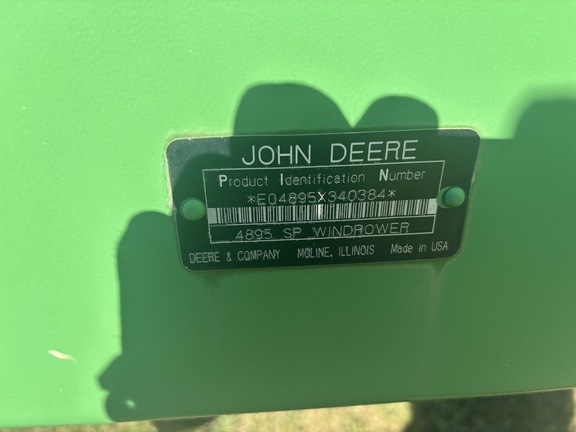 JOHN DEERE
Product Identification Number
*E04895X340384*
4895 SP WINDROWER
DEERE & COMPANY MOLINE, ILLINOIS Made in USA